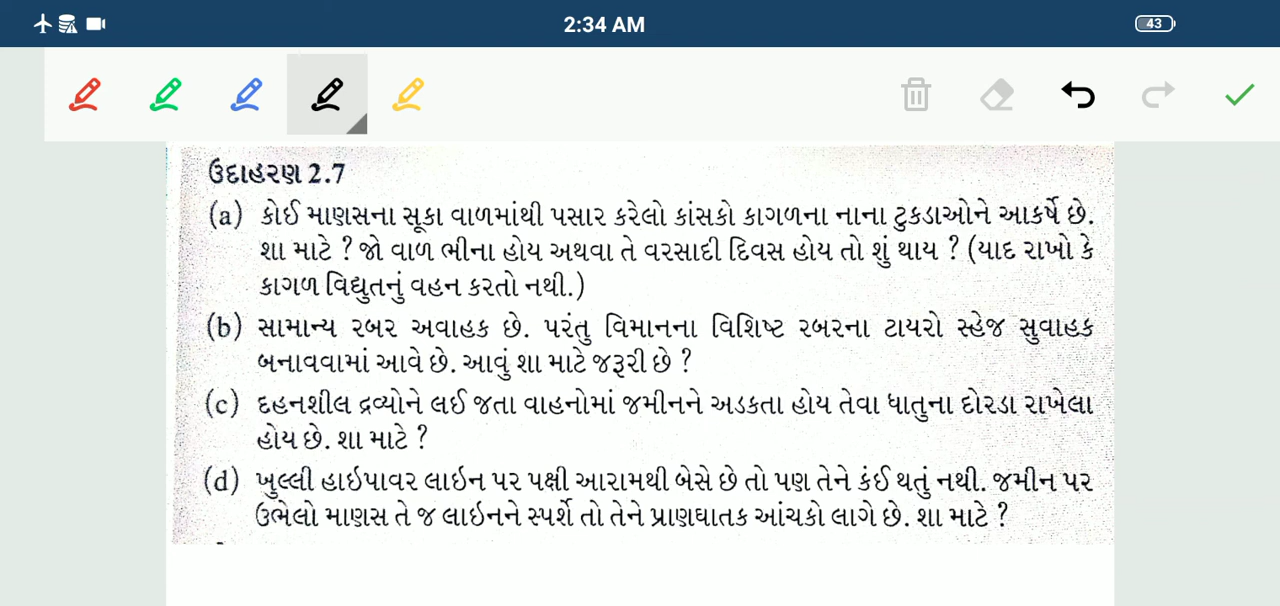 2:34 AM
43
ઉદાહરણ 2.7
(a) કોઈ માણસના સૂકા વાળમાંથી પસાર કરેલો કાંસકો કાગળના નાના ટુકડાઓને આકર્ષે છે.
શા માટે ? જો વાળ ભીના હોય અથવા તે વરસાદી દિવસ હોય તો શું થાય ? (યાદ રાખો કે
કાગળ વિદ્યુતનું વહન કરતો નથી.)
(b) સામાન્ય રબર અવાહક છે. પરંતુ વિમાનના વિશિષ્ટ રબરના ટાયરો સ્હેજ સુવાહક
બનાવવામાં આવે છે. આવું શા માટે જરૂરી છે ?
(c) દહનશીલ દ્રવ્યોને લઈ જતા વાહનોમાં જમીનને અડકતા હોય તેવા ધાતુના દોરડા રાખેલા
હોય છે. શા માટે ?
(d) ખુલ્લી હાઇપાવર લાઇન પર પક્ષી આરામથી બેસે છે તો પણ તેને કંઈ થતું નથી. જમીન પર
ઉભેલો માણસ તે જ લાઇનને સ્પર્શે તો તેને પ્રાણઘાતક આંચકો લાગે છે. શા માટે ?